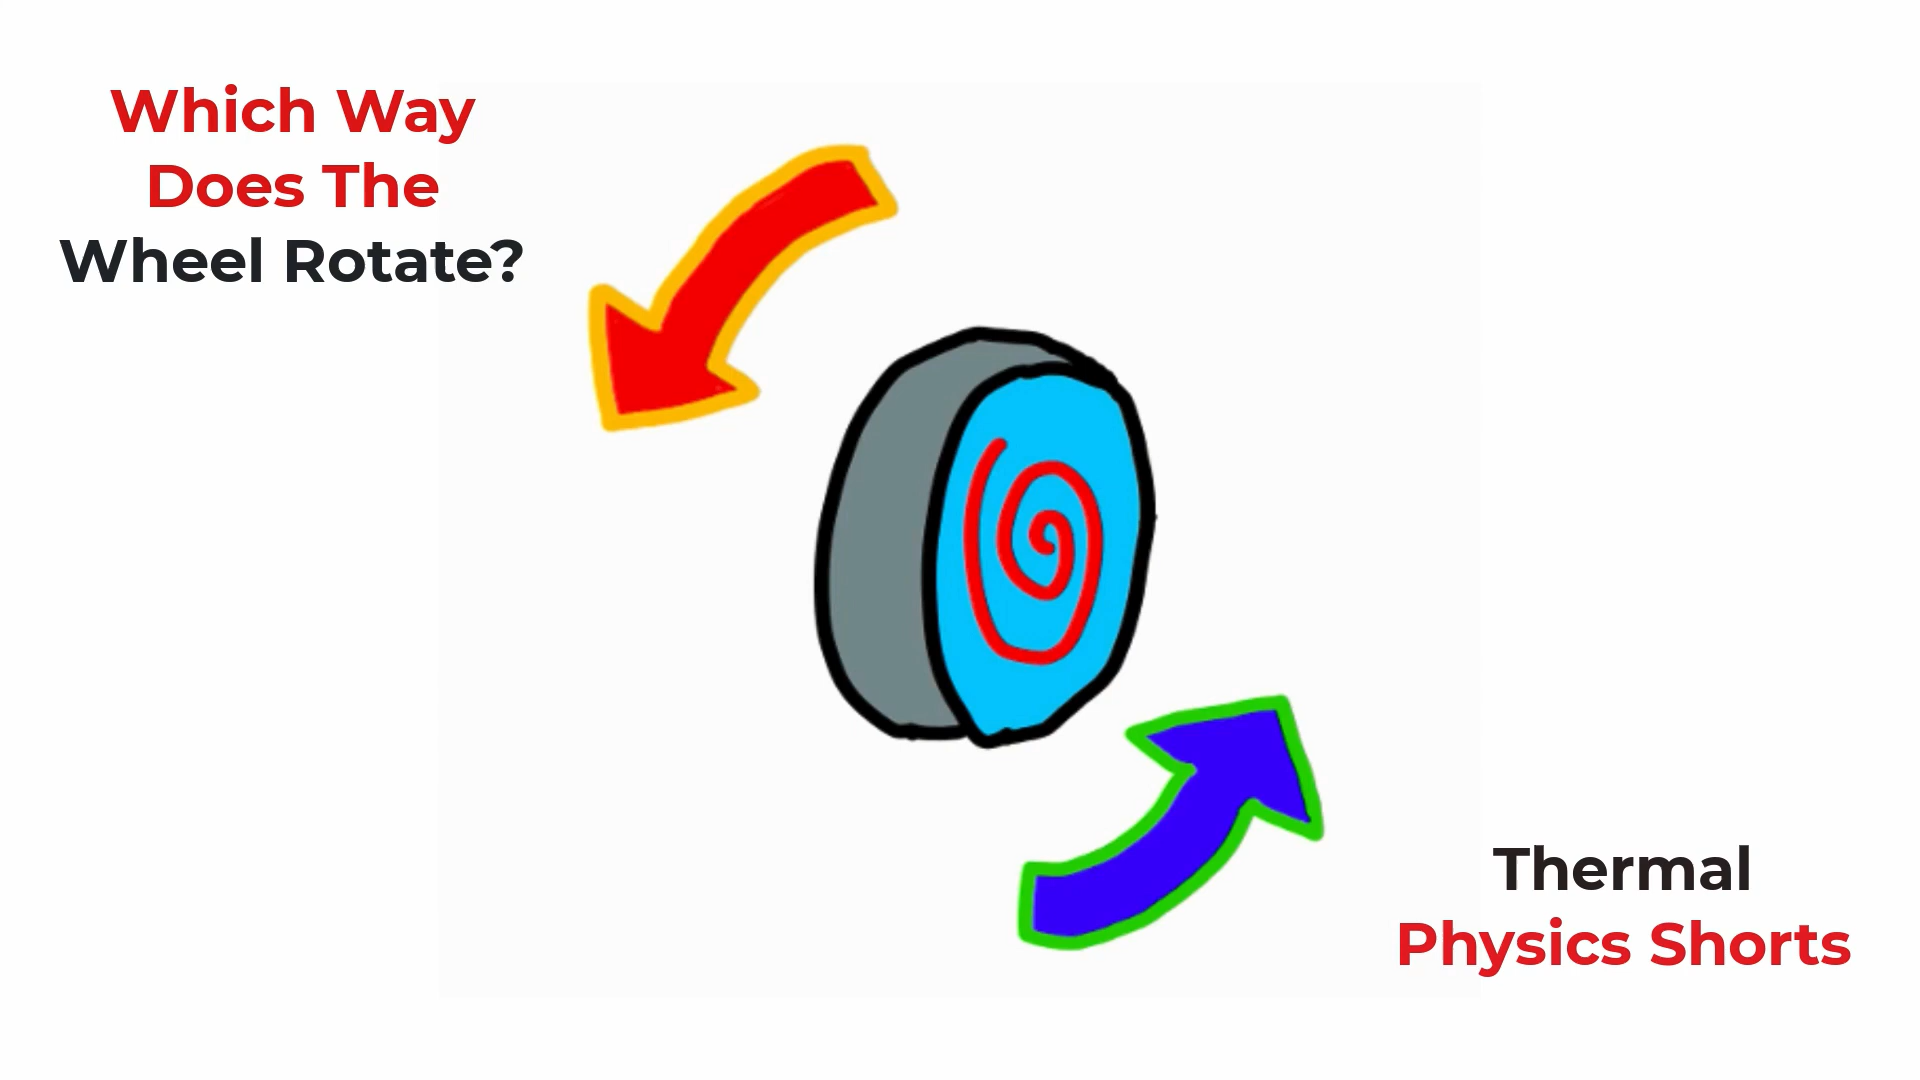 Which Way
Does The
Wheel Rotate?
Thermal
Physics Shorts